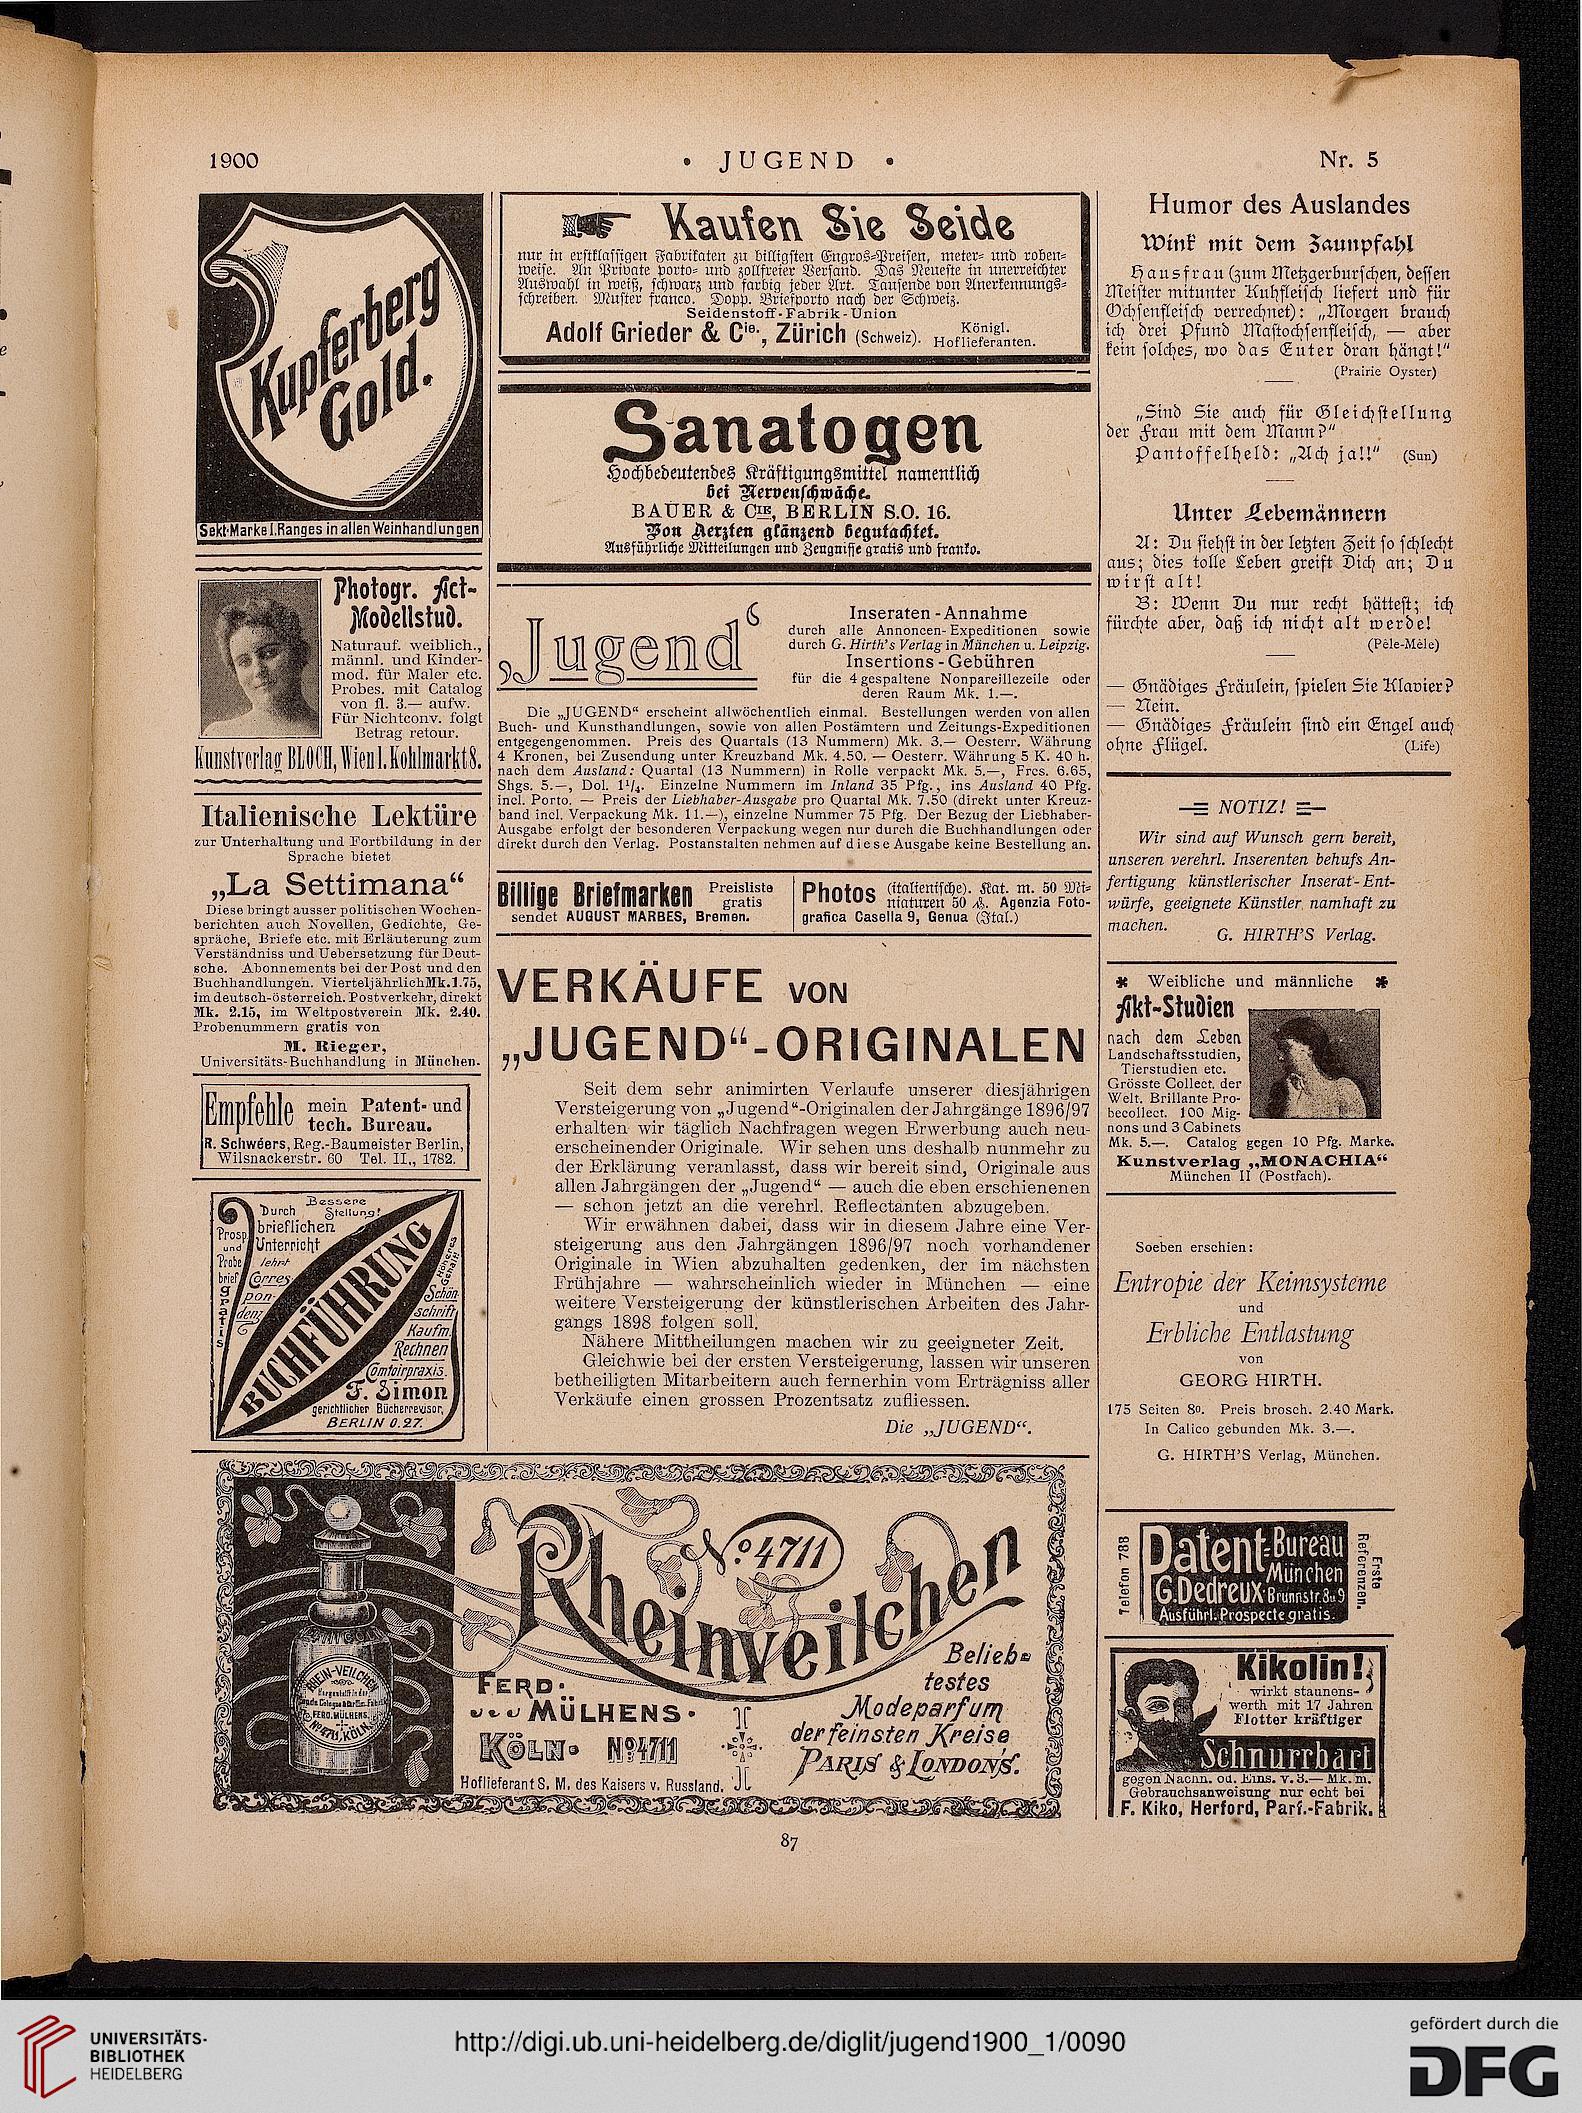 1900
• JUGEND •
Nr. 5
Kupferberg
Gold.
Sekt-Marke I. Ranges in allen Weinhandlungen
Photogr. Act-
Modellstud.
Naturauf. weiblich.,
männl. und Kinder-
mod. für Maler etc.
Probes. mit Catalog
von fl. 3.— aufw.
Für Nichtconv. folgt
Betrag retour.
Kunstverlag BLOCH, Wien I. Kohlmarkt 8.
Italienische Lektüre
zur Unterhaltung und Fortbildung in der
Sprache bietet
„La Settimana“
Diese bringt ausser politischen Wochen-
berichten auch Novellen, Gedichte, Ge-
spräche, Briefe etc. mit Erläuterung zum
Verständniss und Uebersetzung für Deut-
sche. Abonnements bei der Post und den
Buchhandlungen. Vierteljährlich Mk. 1.75,
im deutsch-österreich. Postverkehr, direkt
Mk. 2.15, im Weltpostverein Mk. 2.40.
Probenummern gratis von
M. Rieger,
Universitäts-Buchhandlung in München.
Empfehle mein Patent- und
tech. Bureau.
R. Schwéers, Reg.-Baumeister Berlin,
Wilsnackerstr. 60 Tel. II,, 1782.
Bessere
Stellung!
Durch
brieflichen
Unterricht
Prosp.
und
Probe
brief
gratis
lehrt
Corres
pon-
denz
BUCHFÜHRUNG
Höheres
Gehalt!
Schön
schrift
Kaufm.
Rechnen
Comtoirpraxis.
F. Simon
gerichtlicher Bücherrevisor,
BERLIN O. 27.
Kaufen Sie Seide
nur in erstklassigen Fabrikaten zu billigsten Engros-Preisen, meter- und roben-
weise. An Private porto- und zollfreier Versand. Das Neueste in unerreichter
Auswahl in weiß, schwarz und farbig jeder Art. Tausende von Anerkennungs-
schreiben. Muster franco. Dopp. Briefporto nach der Schweiz.
Seidenstoff-Fabrik-Union
Adolf Grieder & Cie., Zürich (Schweiz). Königl. Hoflieferanten.
Sanatogen
Hochbedeutendes Kräftigungsmittel namentlich
bei Nervenschwäche.
BAUER & CIE, BERLIN S.O. 16.
Von Aerzten glänzend begutachtet.
Ausführliche Mitteilungen und Zeugnisse gratis und franko.
„Jugend“
Inseraten-Annahme
durch alle Annoncen-Expeditionen sowie
durch G. Hirth's Verlag in München u. Leipzig.
Insertions-Gebühren
für die 4 gespaltene Nonpareillezeile oder
deren Raum Mk. 1.—.
Die „JUGEND“ erscheint allwöchentlich einmal. Bestellungen werden von allen
Buch- und Kunsthandlungen, sowie von allen Postämtern und Zeitungs-Expeditionen
entgegengenommen. Preis des Quartals (13 Nummern) Mk. 3.— Oesterr. Währung
4 Kronen, bei Zusendung unter Kreuzband Mk. 4.50. — Oesterr. Währung 5 K. 40 h.
nach dem Ausland: Quartal (13 Nummern) in Rolle verpackt Mk. 5.—, Frcs. 6.65,
Shgs. 5.—, Dol. 1¹/₄. Einzelne Nummern im Inland 35 Pfg., ins Ausland 40 Pfg.
incl. Porto. — Preis der Liebhaber-Ausgabe pro Quartal Mk. 7.50 (direkt unter Kreuz-
band incl. Verpackung Mk. 11.—), einzelne Nummer 75 Pfg. Der Bezug der Liebhaber-
Ausgabe erfolgt der besonderen Verpackung wegen nur durch die Buchhandlungen oder
direkt durch den Verlag. Postanstalten nehmen auf diese Ausgabe keine Bestellung an.
Billige Briefmarken Preisliste gratis
sendet AUGUST MARBES, Bremen.
Photos (italienische). Kat. m. 50 Mi-
niaturen 50 ₰. Agenzia Foto-
grafica Casella 9, Genua (Ital.)
VERKÄUFE VON
„JUGEND“-ORIGINALEN
Seit dem sehr animirten Verlaufe unserer diesjährigen
Versteigerung von „Jugend“-Originalen der Jahrgänge 1896/97
erhalten wir täglich Nachfragen wegen Erwerbung auch neu-
erscheinender Originale. Wir sehen uns deshalb nunmehr zu
der Erklärung veranlasst, dass wir bereit sind, Originale aus
allen Jahrgängen der „Jugend“ — auch die eben erschienenen
— schon jetzt an die verehrl. Reflectanten abzugeben.
Wir erwähnen dabei, dass wir in diesem Jahre eine Ver-
steigerung aus den Jahrgängen 1896/97 noch vorhandener
Originale in Wien abzuhalten gedenken, der im nächsten
Frühjahre — wahrscheinlich wieder in München — eine
weitere Versteigerung der künstlerischen Arbeiten des Jahr-
gangs 1898 folgen soll.
Nähere Mittheilungen machen wir zu geeigneter Zeit.
Gleichwie bei der ersten Versteigerung, lassen wir unseren
betheiligten Mitarbeitern auch fernerhin vom Erträgniss aller
Verkäufe einen grossen Prozentsatz zufliessen.
Die „JUGEND“.
Humor des Auslandes
Wink mit dem Zaunpfahl
Hausfrau (zum Metzgerburschen, dessen
Meister mitunter Kuhfleisch liefert und für
Ochsenfleisch verrechnet): „Morgen brauch
ich drei Pfund Mastochsenfleisch, — aber
kein solches, wo das Euter dran hängt!“
(Prairie Oyster)
„Sind Sie auch für Gleichstellung
der Frau mit dem Mann?“
Pantoffelheld: „Ach ja!!“ (Sun)
Unter Lebemännern
A: Du siehst in der letzten Zeit so schlecht
aus; dies tolle Leben greift Dich an; Du
wirst alt!
B: Wenn Du nur recht hättest; ich
fürchte aber, daß ich nicht alt werde!
(Pêle-Mêle)
— Gnädiges Fräulein, spielen Sie Klavier?
— Nein.
— Gnädiges Fräulein sind ein Engel auch
ohne Flügel. (Life)
NOTIZ!
Wir sind auf Wunsch gern bereit,
unseren verehrl. Inserenten behufs An-
fertigung künstlerischer Inserat-Ent-
würfe, geeignete Künstler namhaft zu
machen.
G. HIRTH'S Verlag.
* Weibliche und männliche *
Akt-Studien
nach dem Leben
Landschaftsstudien,
Tierstudien etc.
Grösste Collect. der
Welt. Brillante Pro-
becollect. 100 Mig-
nons und 3 Cabinets
Mk. 5.—. Catalog gegen 10 Pfg. Marke.
Kunstverlag „MONACHIA“
München II (Postfach).
Soeben erschien:
Entropie der Keimsysteme
und
Erbliche Entlastung
von
GEORG HIRTH.
175 Seiten 8º. Preis brosch. 2.40 Mark.
In Calico gebunden Mk. 3.—.
G. HIRTH'S Verlag, München.
Telefon 788
Patent-Bureau
München
G. Dedreux Brunnstr. 8 u 9
Ausführl. Prospecte gratis.
Erste
Referenzen.
Kikolin!
wirkt staunens-
werth mit 17 Jahren
Flotter kräftiger
Schnurrbart
gegen Nachn. od. Eins. v. 3.— Mk. m.
Gebrauchsanweisung nur echt bei
F. Kiko, Herford, Parf.-Fabrik.
RHEIN-VEILCHEN
FERD. MÜLHENS.
Nº 4711, KÖLN.
Rheinveilchen
Nº 4711
Ferd.
Mülhens.
Köln. Nº 4711
Hoflieferant S. M. des Kaisers v. Russland.
Belieb-
testes
Modeparfum
der feinsten Kreise
Paris & Londons.
87
UNIVERSITÄTS-
BIBLIOTHEK
HEIDELBERG
http://digi.ub.uni-heidelberg.de/diglit/jugend1900_1/0090
gefördert durch die
DFG